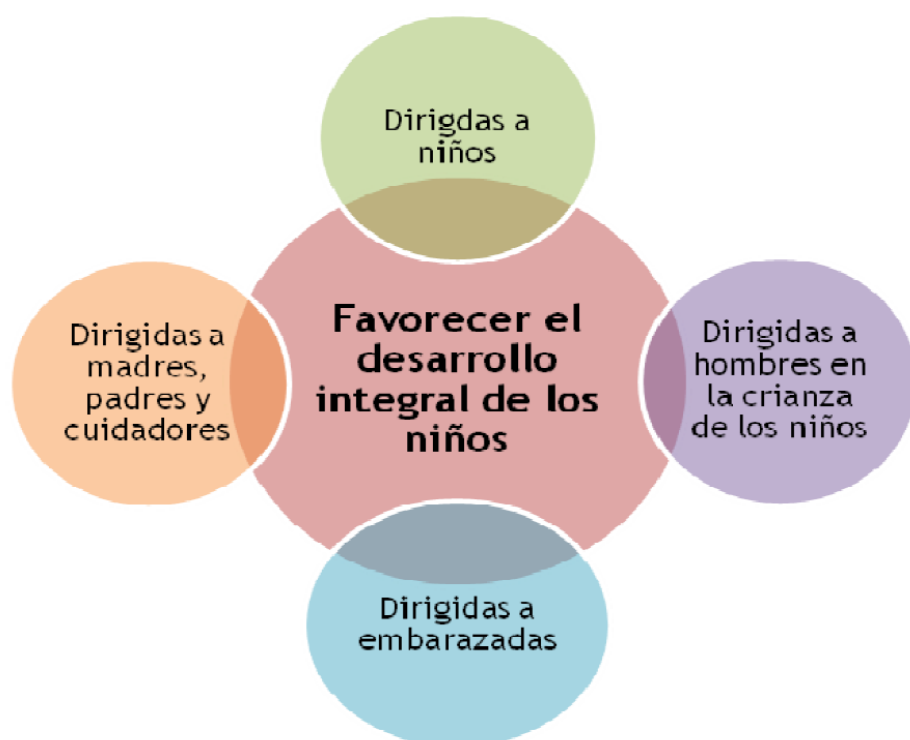 Dirigdas a
niños
Favorecer el
desarrollo
integral de los
niños
Dirigidas a
madres,
padres y
cuidadores
Dirigidas a
hombres en
la crianza
de los niños
Dirigidas a
embarazadas